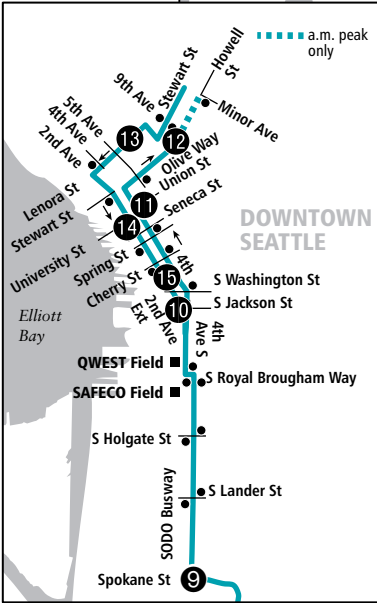 a.m. peak
only
Howell
St
Stewart St
9th Ave
Minor Ave
5th Ave
4th Ave
2nd Ave
13
12
Olive Way
Union St
Lenora St
Stewart St
11
Seneca St
14
University St
DOWNTOWN
SEATTLE
Spring St
4th
Cherry St
15
S Washington St
2nd Ave
Ext
10
S Jackson St
Elliott
Bay
4th
Ave S
QWEST Field
S Royal Brougham Way
SAFECO Field
S Holgate St
SODO Busway
S Lander St
Spokane St
9